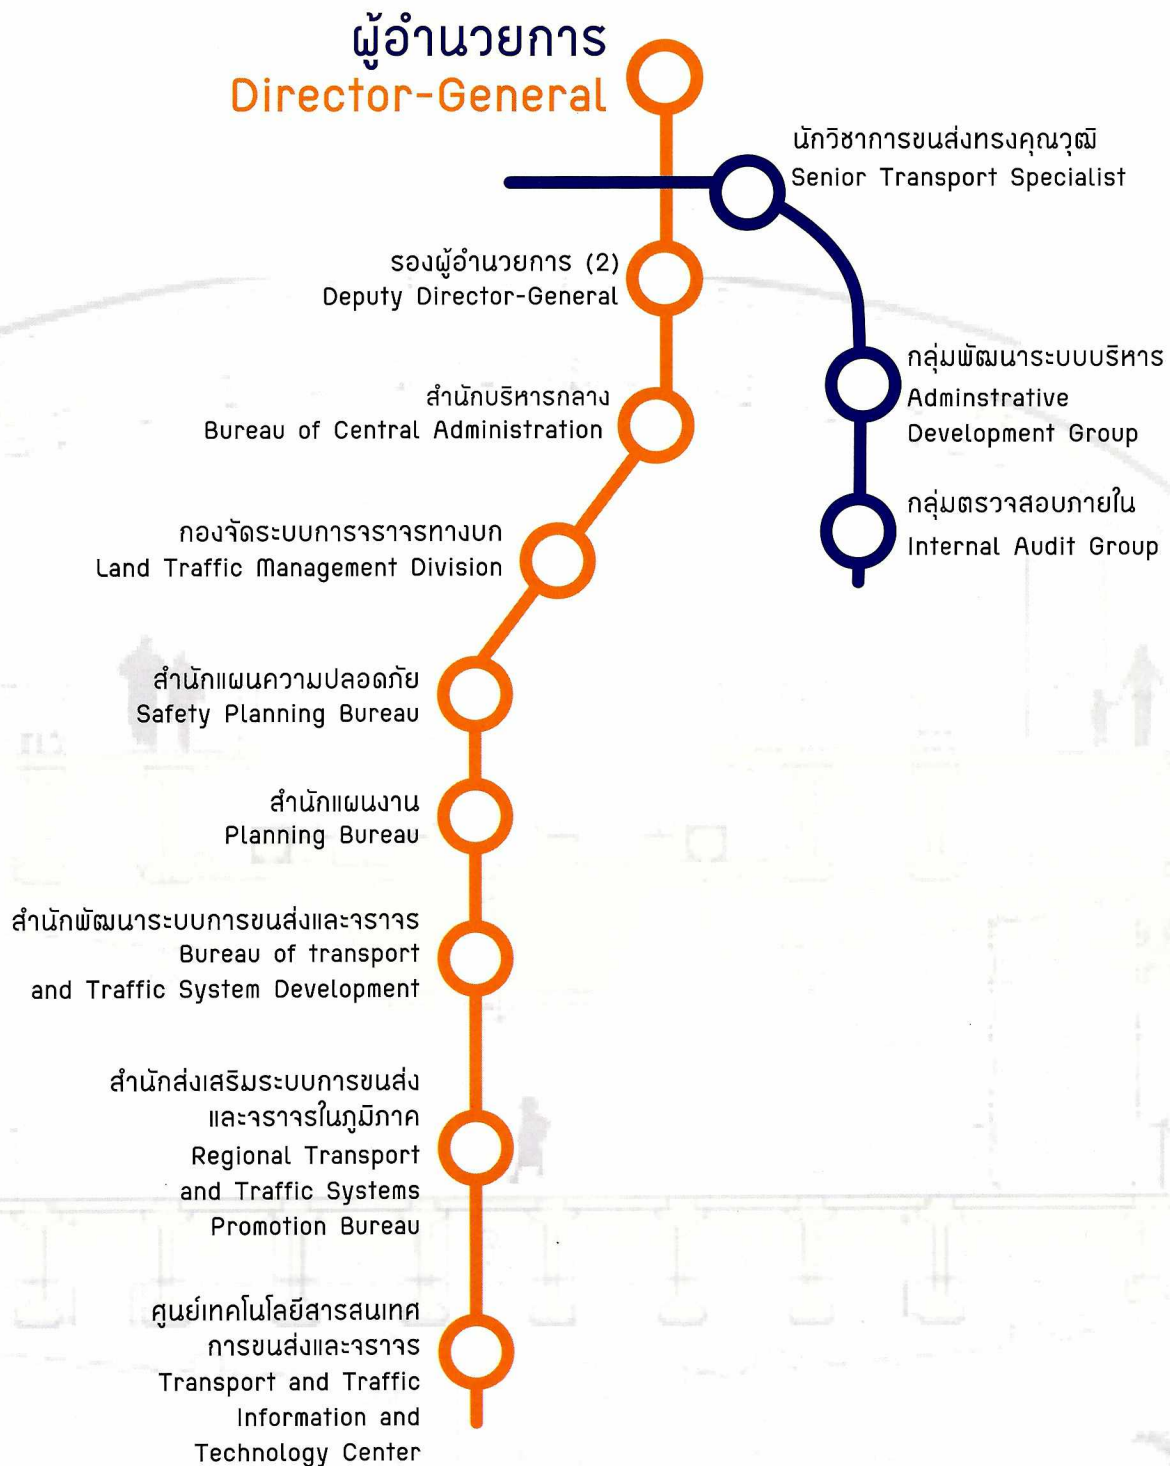 ผู้อำนวยการ
Director-General
นักวิชาการขนส่งทรงคุณวุฒิ
Senior Transport Specialist
รองผู้อำนวยการ (2)
Deputy Director-General
กลุ่มพัฒนาระบบบริหาร
Adminstrative
Development Group
สำนักบริหารกลาง
Bureau of Central Administration
กลุ่มตรวจสอบภายใน
Internal Audit Group
กองจัดระบบการจราจรทางบก
Land Traffic Management Division
สำนักแผนความปลอดภัย
Safety Planning Bureau
สำนักแผนงาน
Planning Bureau
สำนักพัฒนาระบบการขนส่งและจราจร
Bureau of transport
and Traffic System Development
สำนักส่งเสริมระบบการขนส่ง
และจราจรในภูมิภาค
Regional Transport
and Traffic Systems
Promotion Bureau
ศูนย์เทคโนโลยีสารสนเทศ
การขนส่งและจราจร
Transport and Traffic
Information and
Technology Center